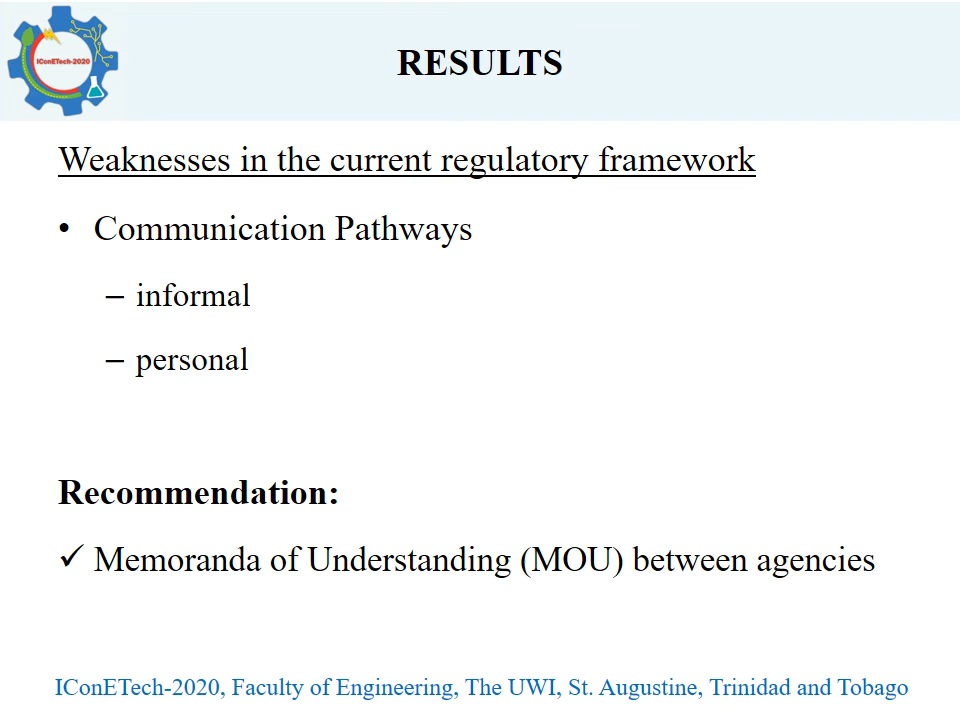 IConETech-2020
RESULTS
Weaknesses in the current regulatory framework
• Communication Pathways
– informal
– personal
Recommendation:
✓ Memoranda of Understanding (MOU) between agencies
IConETech-2020, Faculty of Engineering, The UWI, St. Augustine, Trinidad and Tobago